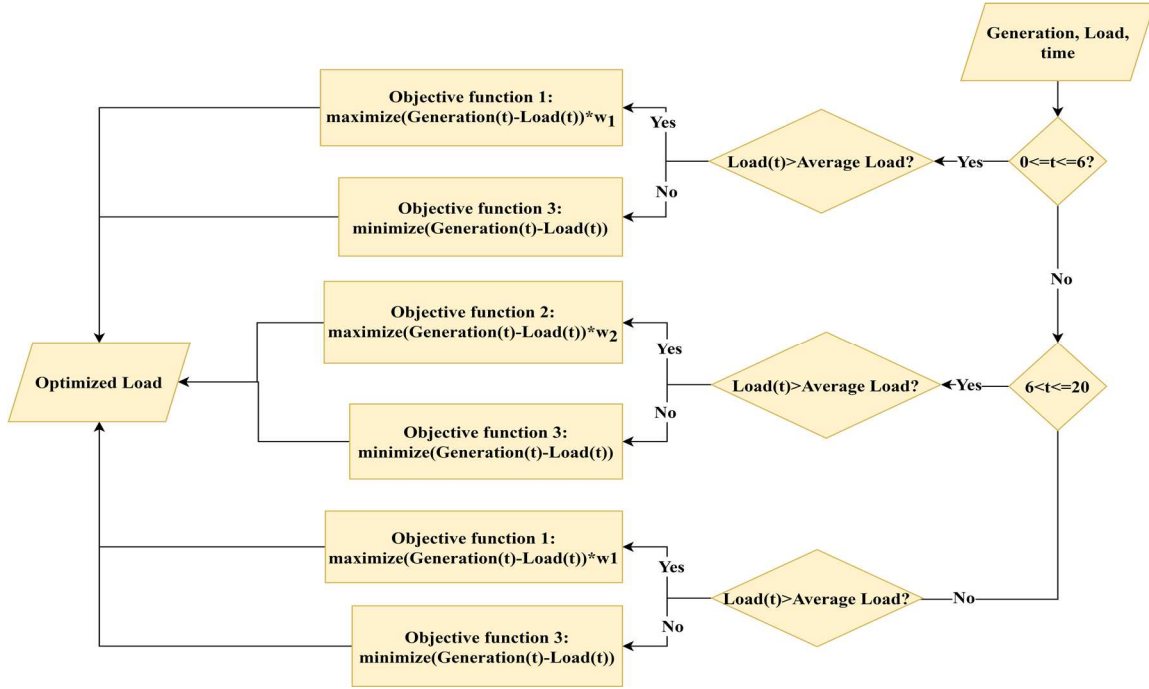 Generation, Load,
time
Objective function 1:
maximize(Generation(t)-Load(t))*w1
Yes
Load(t)>Average Load?
Yes
0<=t<=6?
No
Objective function 3:
minimize(Generation(t)-Load(t))
No
Objective function 2:
maximize(Generation(t)-Load(t))*w2
Yes
Optimized Load
Load(t)>Average Load?
Yes
6<t<=20
No
Objective function 3:
minimize(Generation(t)-Load(t))
Objective function 1:
maximize(Generation(t)-Load(t))*w1
Yes
Load(t)>Average Load?
No
No
Objective function 3:
minimize(Generation(t)-Load(t))